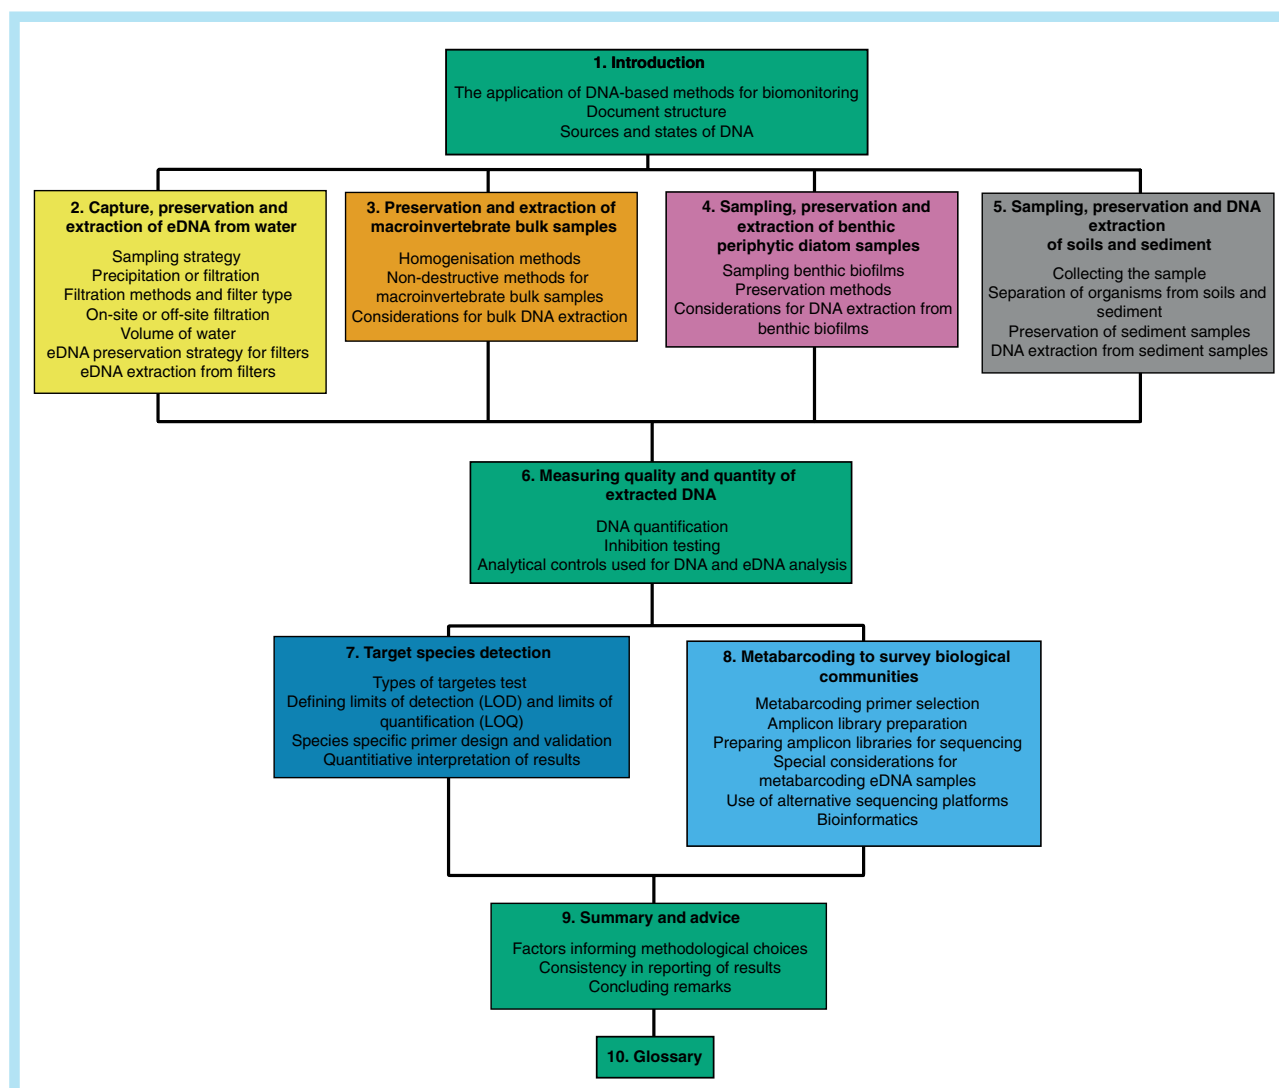 1. Introduction
The application of DNA-based methods for biomonitoring
Document structure
Sources and states of DNA
2. Capture, preservation and
extraction of eDNA from water
Sampling strategy
Precipitation or filtration
Filtration methods and filter type
On-site or off-site filtration
Volume of water
eDNA preservation strategy for filters
eDNA extraction from filters
3. Preservation and extraction of
macroinvertebrate bulk samples
Homogenisation methods
Non-destructive methods for
macroinvertebrate bulk samples
Considerations for bulk DNA extraction
4. Sampling, preservation and
extraction of benthic
periphytic diatom samples
Sampling benthic biofilms
Preservation methods
Considerations for DNA extraction from
benthic biofilms
5. Sampling, preservation and DNA
extraction
of soils and sediment
Collecting the sample
Separation of organisms from soils and
sediment
Preservation of sediment samples
DNA extraction from sediment samples
6. Measuring quality and quantity of
extracted DNA
DNA quantification
Inhibition testing
Analytical controls used for DNA and eDNA analysis
7. Target species detection
Types of targetes test
Defining limits of detection (LOD) and limits of
quantification (LOQ)
Species specific primer design and validation
Quantitiative interpretation of results
8. Metabarcoding to survey biological
communities
Metabarcoding primer selection
Amplicon library preparation
Preparing amplicon libraries for sequencing
Special considerations for
metabarcoding eDNA samples
Use of alternative sequencing platforms
Bioinformatics
9. Summary and advice
Factors informing methodological choices
Consistency in reporting of results
Concluding remarks
10. Glossary